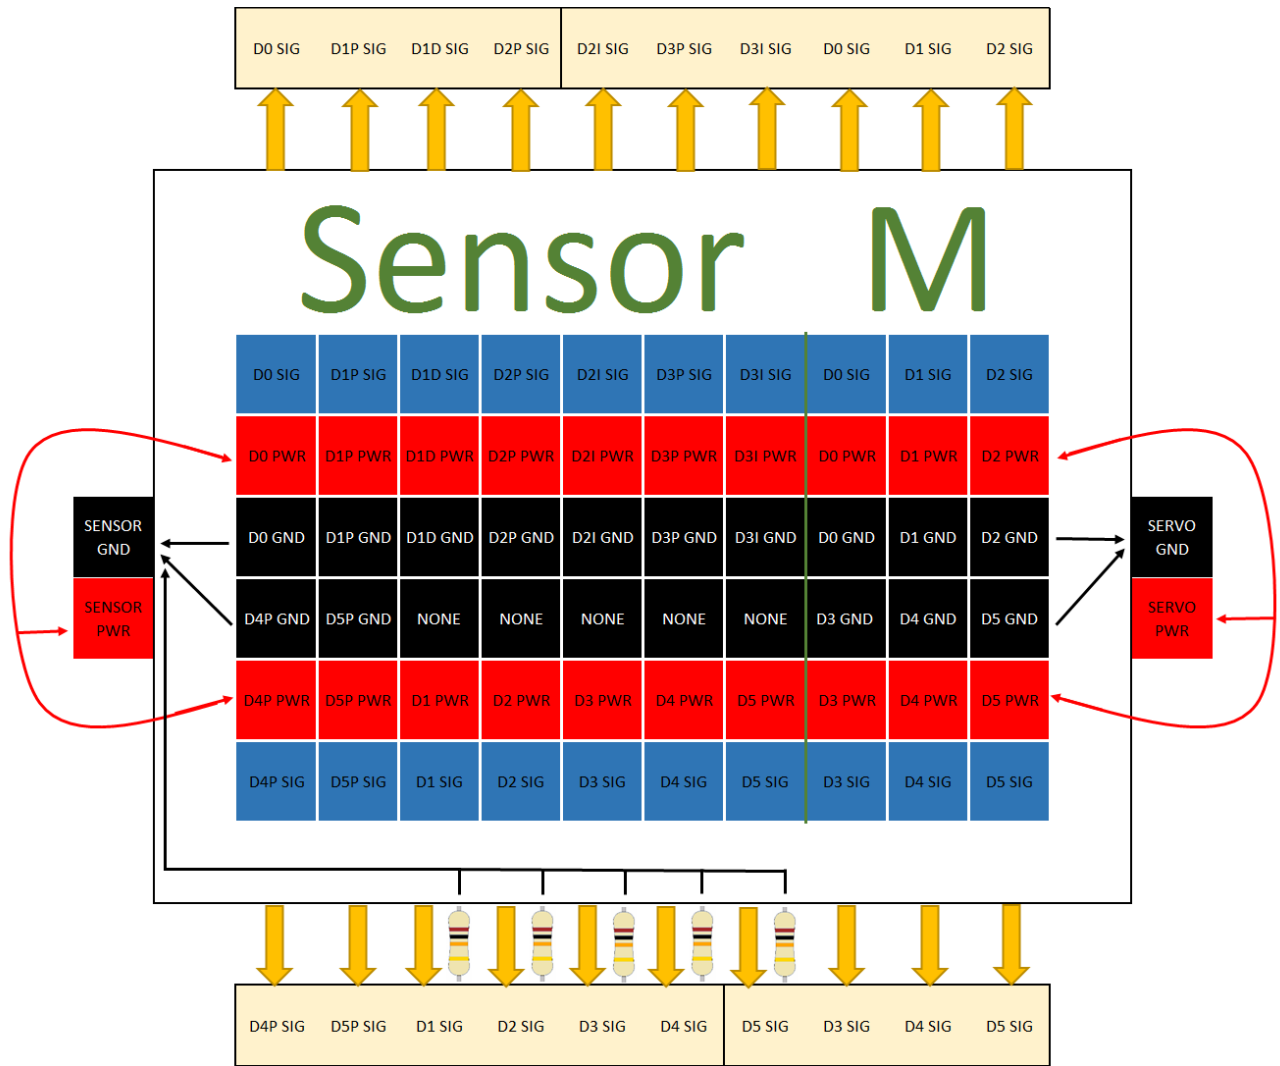 D0 SIG D1P SIG D1D SIG D2P SIG D2I SIG D3P SIG D3I SIG D0 SIG D1 SIG D2 SIG
Sensor M
D0 SIG D1P SIG D1D SIG D2P SIG D2I SIG D3P SIG D3I SIG D0 SIG D1 SIG D2 SIG
D0 PWR D1P PWR D1D PWR D2P PWR D2I PWR D3P PWR D3I PWR D0 PWR D1 PWR D2 PWR
SENSOR
GND
D0 GND D1P GND D1D GND D2P GND D2I GND D3P GND D3I GND D0 GND D1 GND D2 GND
SERVO
GND
SENSOR
PWR
D4P GND D5P GND NONE NONE NONE NONE NONE D3 GND D4 GND D5 GND
SERVO
PWR
D4P PWR D5P PWR D1 PWR D2 PWR D3 PWR D4 PWR D5 PWR D3 PWR D4 PWR D5 PWR
D4P SIG D5P SIG D1 SIG D2 SIG D3 SIG D4 SIG D5 SIG D3 SIG D4 SIG D5 SIG
D4P SIG D5P SIG D1 SIG D2 SIG D3 SIG D4 SIG D5 SIG D3 SIG D4 SIG D5 SIG